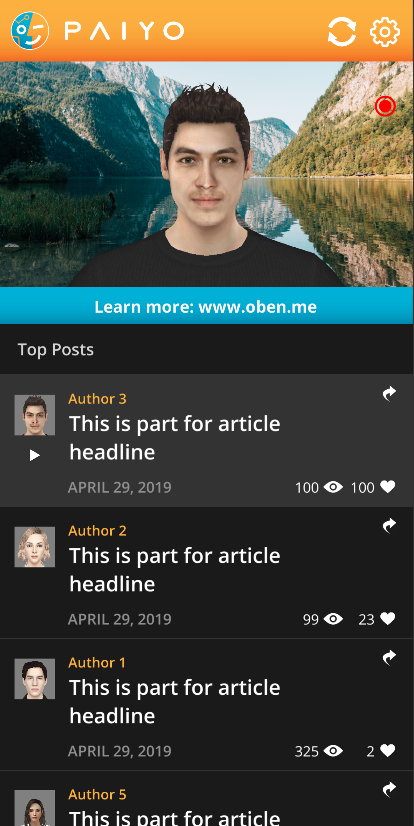 PAIYO
Learn more: www.oben.me
Top Posts
Author 3
This is part for article
headline
APRIL 29, 2019 100 100
Author 2
This is part for article
headline
APRIL 29, 2019 99 23
Author 1
This is part for article
headline
APRIL 29, 2019 325 2
Author 5
This is part for article